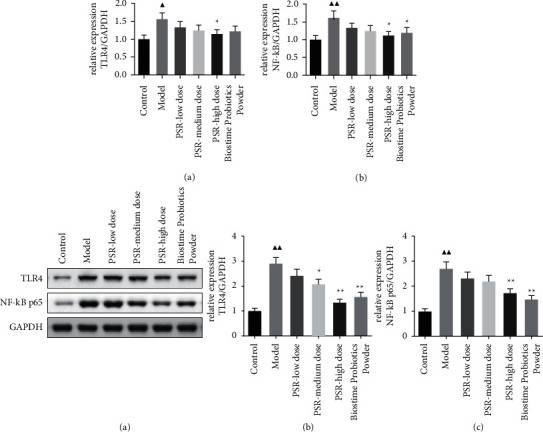 relative expression
TLR4/GAPDH
2.0
1.5
1.0
0.5
0.0
▲
*
Control
Model
PSR-low dose
PSR-medium dose
PSR-high dose
Biostime Probiotics
Powder
(a)
relative expression
NF-kB/GAPDH
2.0
1.5
1.0
0.5
0.0
▲▲
*
*
Control
Model
PSR-low dose
PSR-medium dose
PSR-high dose
Biostime Probiotics
Powder
(b)
Control
Model
PSR-low dose
PSR-medium dose
PSR-high dose
Biostime Probiotics
Powder
TLR4
NF-kB p65
GAPDH
(a)
relative expression
TLR4/GAPDH
4
3
2
1
0
▲▲
*
**
**
Control
Model
PSR-low dose
PSR-medium dose
PSR-high dose
Biostime Probiotics
Powder
(b)
relative expression
NF-kB p65/GAPDH
4
3
2
1
0
▲▲
**
**
Control
Model
PSR-low dose
PSR-medium dose
PSR-high dose
Biostime Probiotics
Powder
(c)